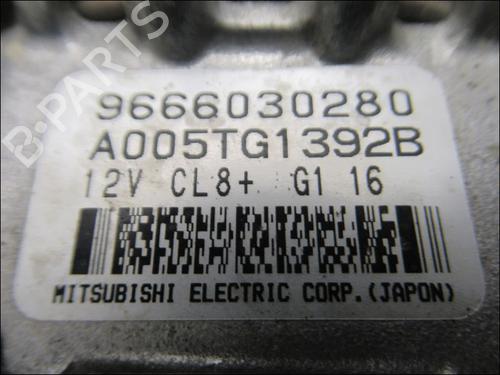 9666030280
A005TG1392B
12V CL8+ G1 16
MITSUBISHI ELECTRIC CORP.(JAPON)
B-PARTS